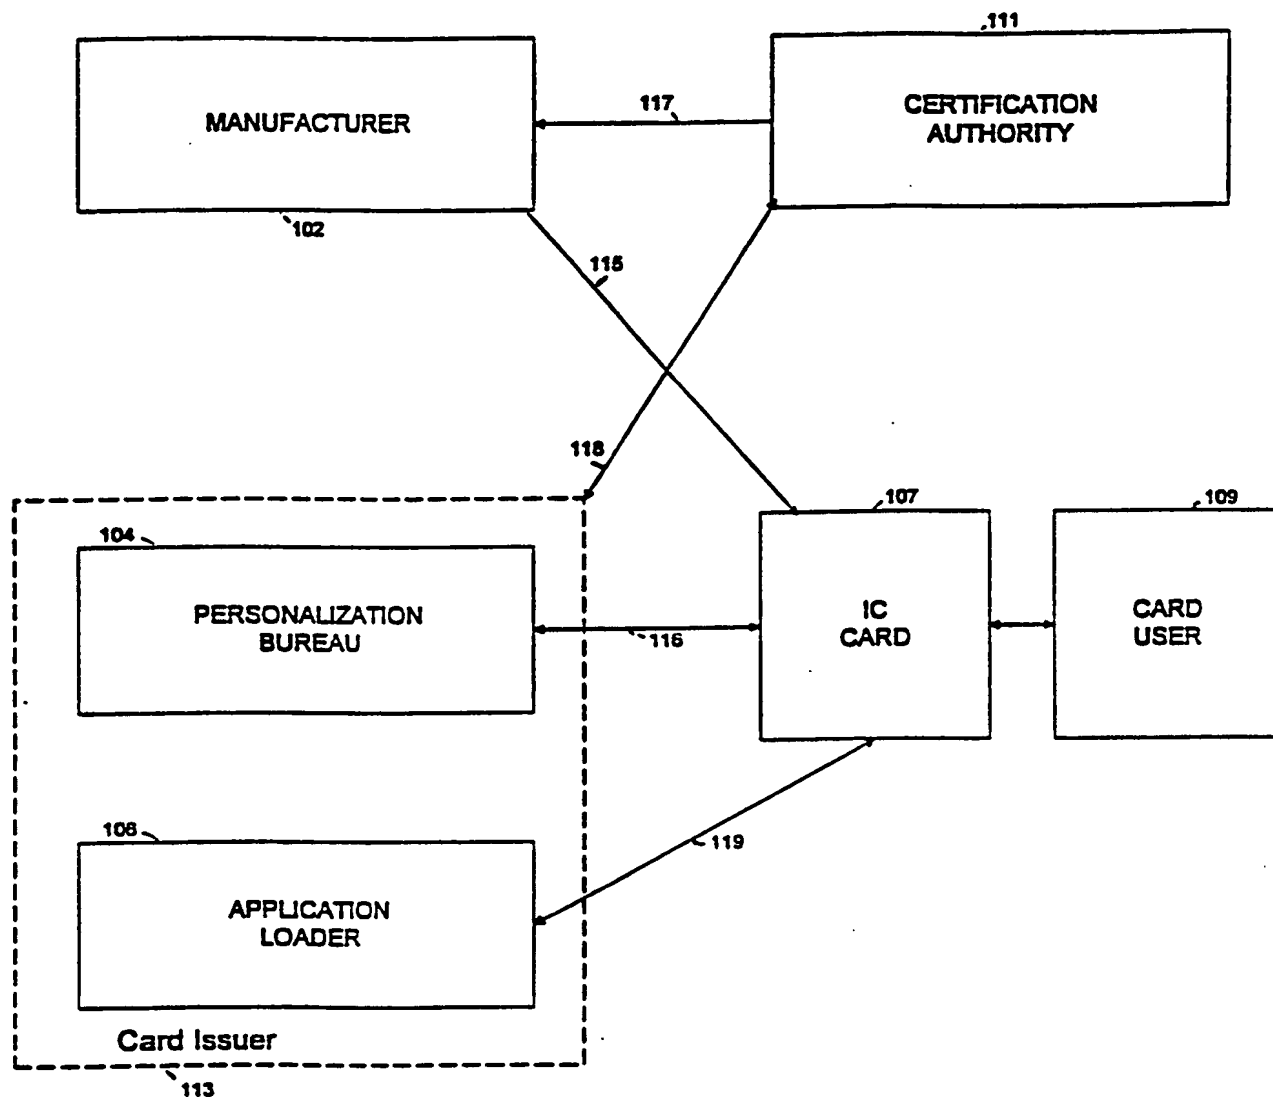 111
MANUFACTURER
117
CERTIFICATION
AUTHORITY
102
115
118
107
109
104
PERSONALIZATION
BUREAU
116
IC
CARD
CARD
USER
106
119
APPLICATION
LOADER
Card Issuer
113